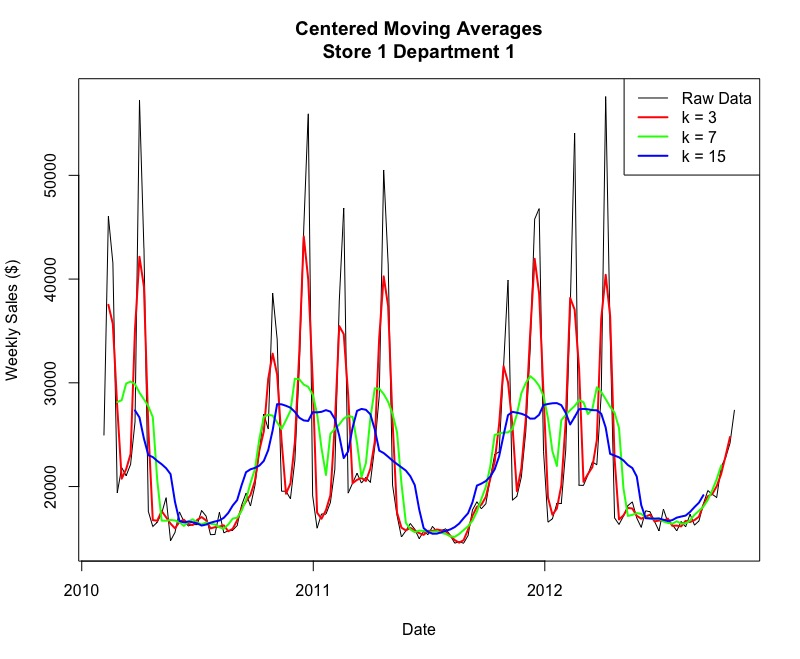 Centered Moving Averages
Store 1 Department 1
Raw Data
k = 3
k = 7
k = 15
Weekly Sales ($)
50000
40000
30000
20000
2010
2011
2012
Date